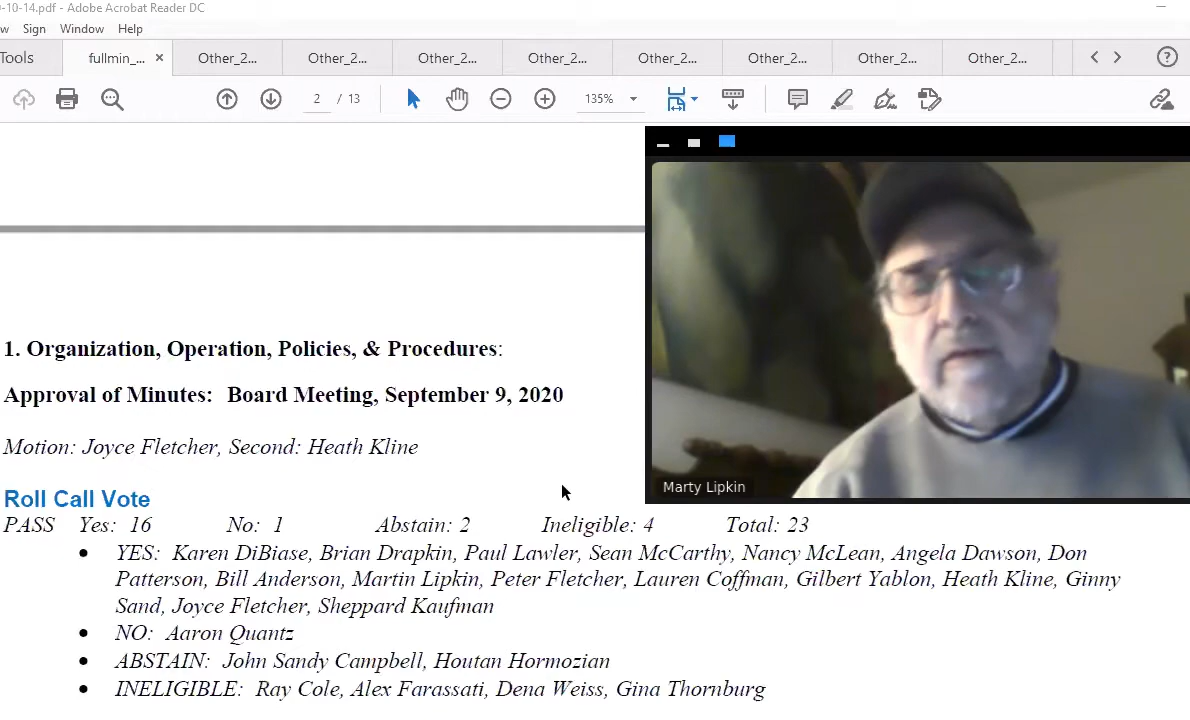 -10-14.pdf - Adobe Acrobat Reader DC
w Sign Window Help
Tools fullmin_... × Other_2... Other_2... Other_2... Other_2... Other_2... Other_2... Other_2... Other_2...
2 / 13 135%
1. Organization, Operation, Policies, & Procedures:
Approval of Minutes: Board Meeting, September 9, 2020
Motion: Joyce Fletcher, Second: Heath Kline
Marty Lipkin
Roll Call Vote
PASS Yes: 16 No: 1 Abstain: 2 Ineligible: 4 Total: 23
• YES: Karen DiBiase, Brian Drapkin, Paul Lawler, Sean McCarthy, Nancy McLean, Angela Dawson, Don
Patterson, Bill Anderson, Martin Lipkin, Peter Fletcher, Lauren Coffman, Gilbert Yablon, Heath Kline, Ginny
Sand, Joyce Fletcher, Sheppard Kaufman
• NO: Aaron Quantz
• ABSTAIN: John Sandy Campbell, Houtan Hormozian
• INELIGIBLE: Ray Cole, Alex Farassati, Dena Weiss, Gina Thornburg